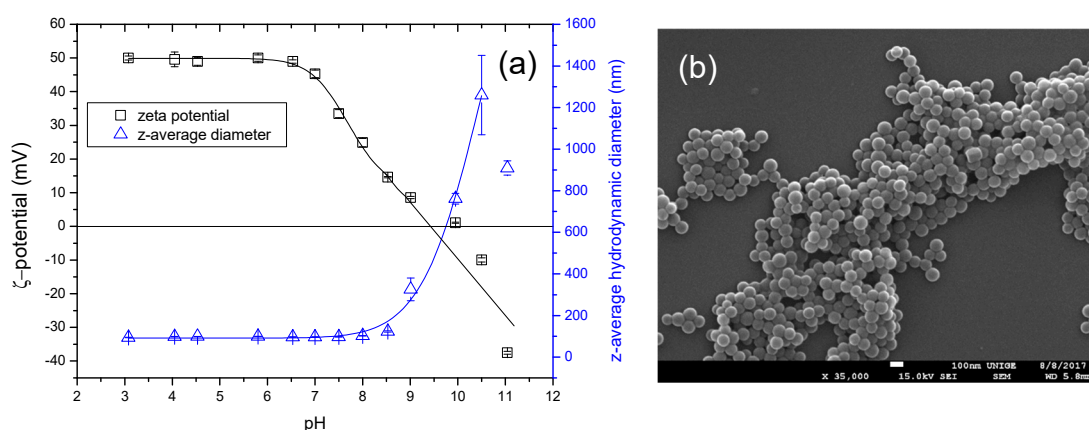 (a)
(b)
zeta potential
z-average diameter
ζ–potential (mV)
60
50
40
30
20
10
0
-10
-20
-30
-40
2 3 4 5 6 7 8 9 10 11 12
pH
1600
1400
1200
1000
800
600
400
200
0
z-average hydrodynamic diameter (nm)
100nm UNIGE 8/8/2017
X 35,000 15.0kV SEI SEM WD 5.8mm